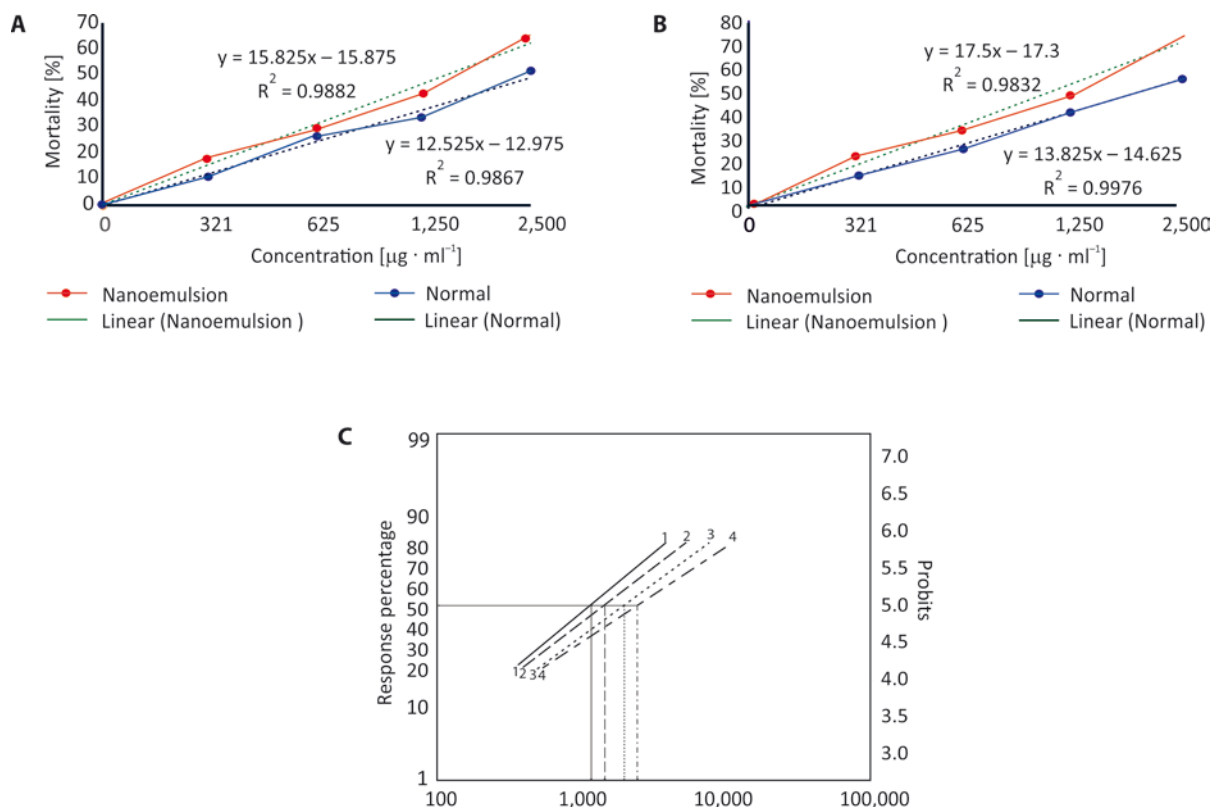 A
Mortality [%]
70
60
50
40
30
20
10
0
y = 15.825x – 15.875
R² = 0.9882
y = 12.525x – 12.975
R² = 0.9867
0 321 625 1,250 2,500
Concentration [µg · ml⁻¹]
Nanoemulsion Normal
Linear (Nanoemulsion ) Linear (Normal)
B
Mortality [%]
80
70
60
50
40
30
20
10
0
y = 17.5x – 17.3
R² = 0.9832
y = 13.825x – 14.625
R² = 0.9976
0 321 625 1,250 2,500
Concentration [µg · ml⁻¹]
Nanoemulsion Normal
Linear (Nanoemulsion ) Linear (Normal)
C
Response percentage
99
90
80
70
60
50
40
30
20
10
1
1 2 3 4
12 34
Probits
7.0
6.5
6.0
5.5
5.0
4.5
4.0
3.5
3.0
100 1,000 10,000 100,000